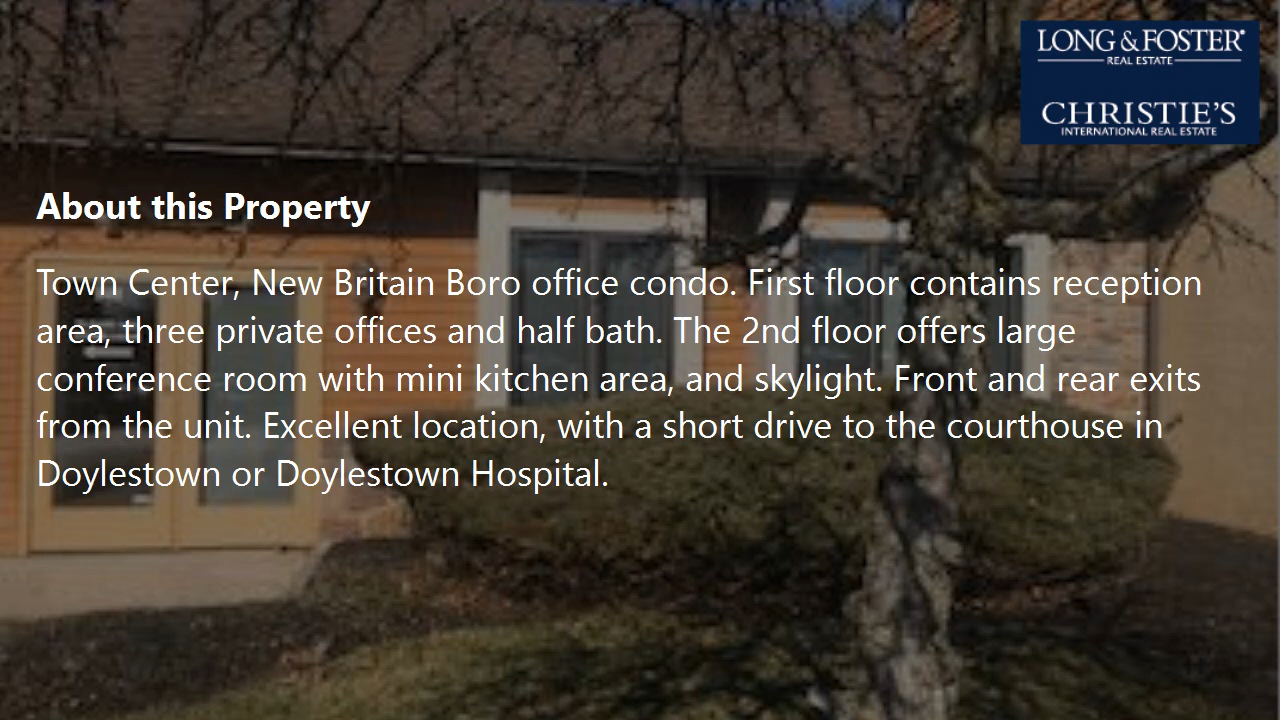 LONG & FOSTER®
REAL ESTATE
CHRISTIE'S
INTERNATIONAL REAL ESTATE
About this Property
Town Center, New Britain Boro office condo. First floor contains reception
area, three private offices and half bath. The 2nd floor offers large
conference room with mini kitchen area, and skylight. Front and rear exits
from the unit. Excellent location, with a short drive to the courthouse in
Doylestown or Doylestown Hospital.